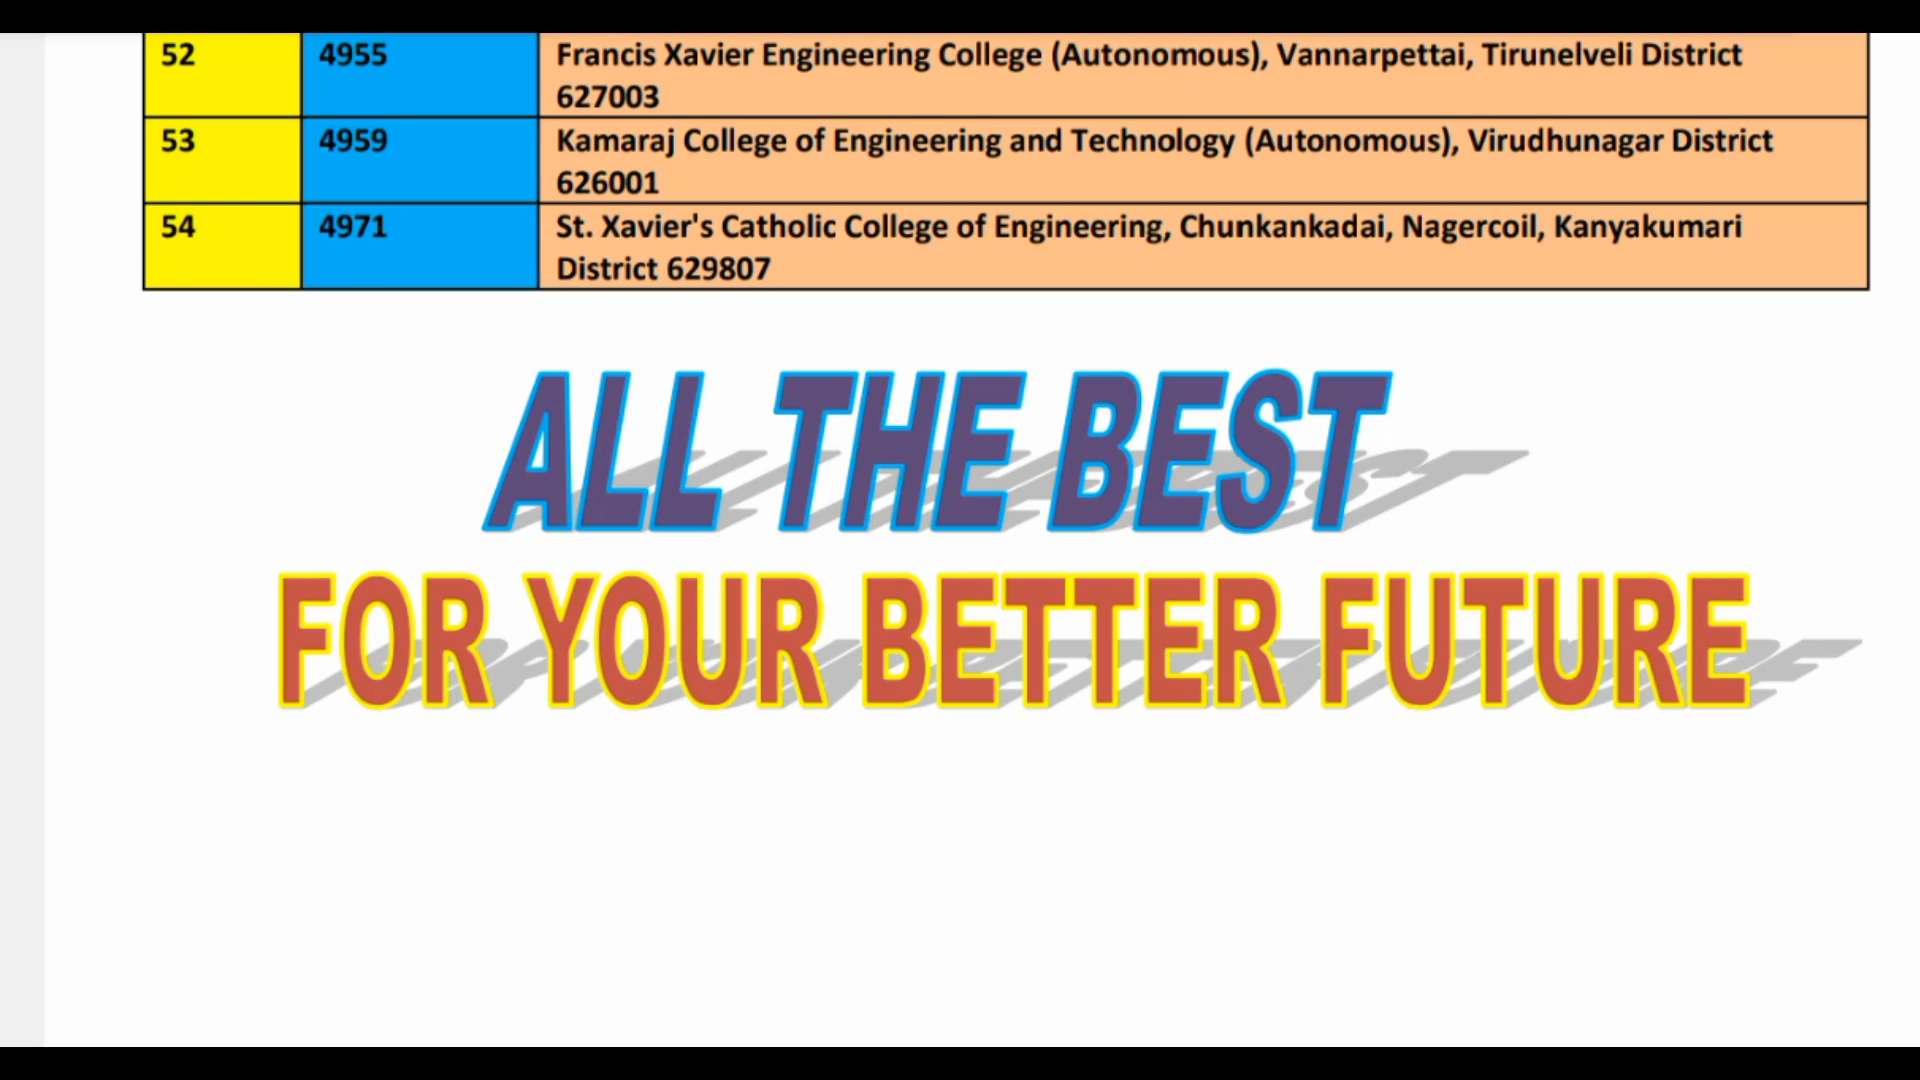 52 4955 Francis Xavier Engineering College (Autonomous), Vannarpettai, Tirunelveli District
627003
53 4959 Kamaraj College of Engineering and Technology (Autonomous), Virudhunagar District
626001
54 4971 St. Xavier's Catholic College of Engineering, Chunkankadai, Nagercoil, Kanyakumari
District 629807
ALL THE BEST
FOR YOUR BETTER FUTURE